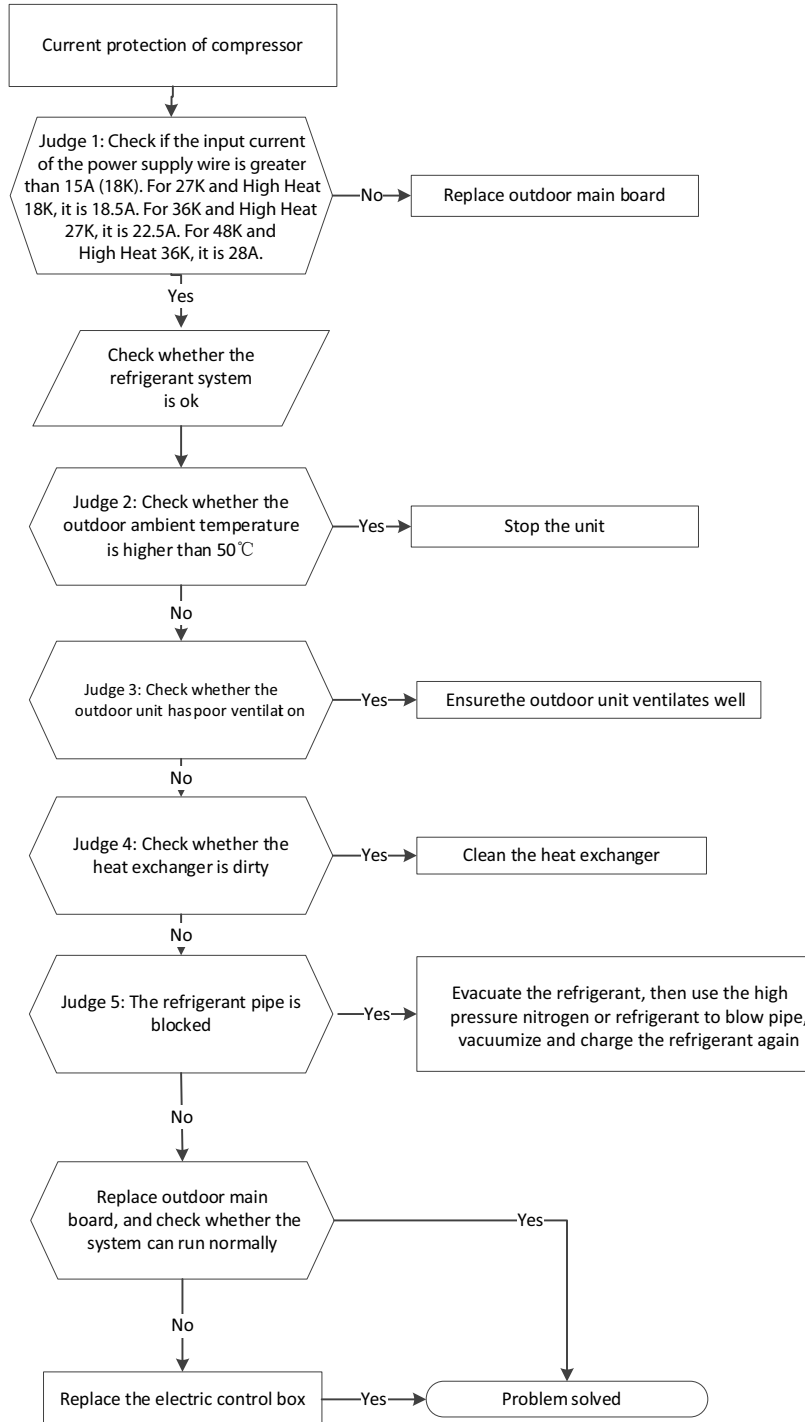 Current protection of compressor
Judge 1: Check if the input current
of the power supply wire is greater
than 15A (18K). For 27K and High Heat
18K, it is 18.5A. For 36K and High Heat
27K, it is 22.5A. For 48K and
High Heat 36K, it is 28A.
No
Replace outdoor main board
Yes
Check whether the
refrigerant system
is ok
Judge 2: Check whether the
outdoor ambient temperature
is higher than 50℃
Yes
Stop the unit
No
Judge 3: Check whether the
outdoor unit has poor ventilat on
Yes
Ensurethe outdoor unit ventilates well
No
Judge 4: Check whether the
heat exchanger is dirty
Yes
Clean the heat exchanger
No
Judge 5: The refrigerant pipe is
blocked
Yes
Evacuate the refrigerant, then use the high
pressure nitrogen or refrigerant to blow pipe,
vacuumize and charge the refrigerant again
No
Replace outdoor main
board, and check whether the
system can run normally
Yes
No
Replace the electric control box
Yes
Problem solved